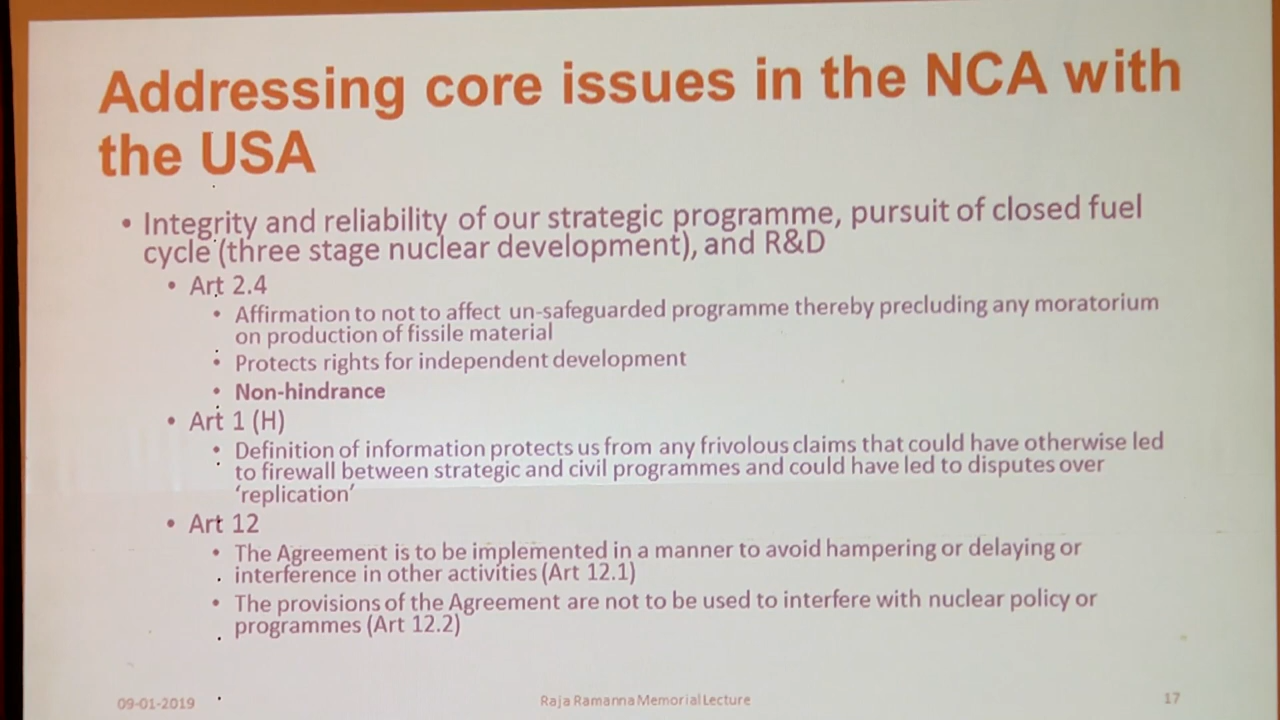 Addressing core issues in the NCA with
the USA
• Integrity and reliability of our strategic programme, pursuit of closed fuel
cycle (three stage nuclear development), and R&D
• Art 2.4
• Affirmation to not to affect un-safeguarded programme thereby precluding any moratorium
on production of fissile material
• Protects rights for independent development
• Non-hindrance
• Art 1 (H)
• Definition of information protects us from any frivolous claims that could have otherwise led
to firewall between strategic and civil programmes and could have led to disputes over
‘replication’
• Art 12
• The Agreement is to be implemented in a manner to avoid hampering or delaying or
interference in other activities (Art 12.1)
• The provisions of the Agreement are not to be used to interfere with nuclear policy or
programmes (Art 12.2)
09-01-2019 Raja Ramanna Memorial Lecture 17